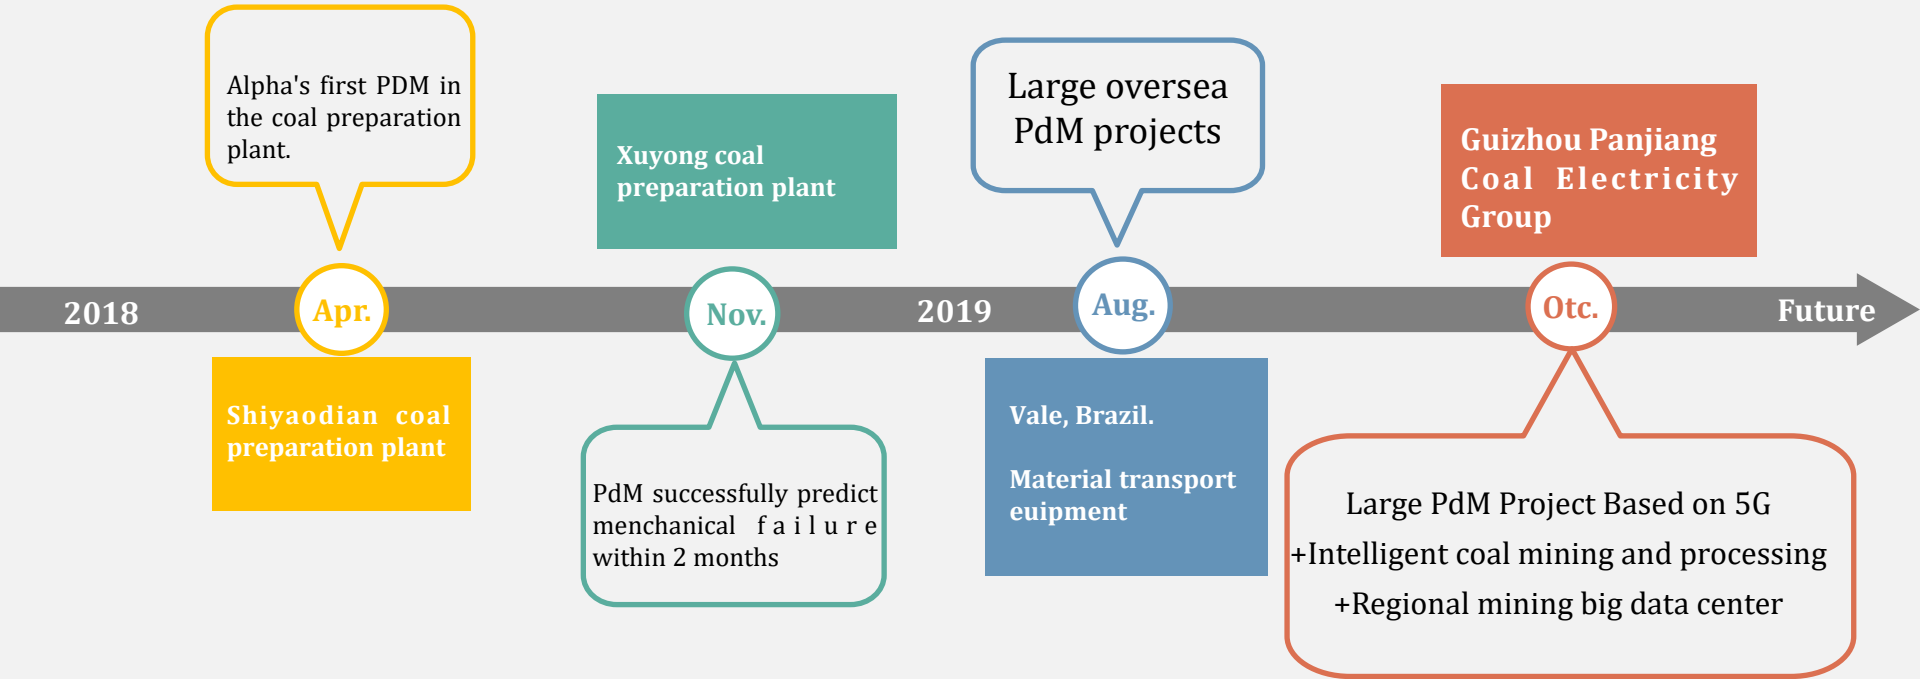 Alpha's first PDM in
the coal preparation
plant.
Xuyong coal
preparation plant
Large oversea
PdM projects
Guizhou Panjiang
Coal Electricity
Group
2018
Apr.
Nov.
2019
Aug.
Otc.
Future
Shiyaodian coal
preparation plant
PdM successfully predict
menchanical failure
within 2 months
Vale, Brazil.
Material transport
euipment
Large PdM Project Based on 5G
+Intelligent coal mining and processing
+Regional mining big data center